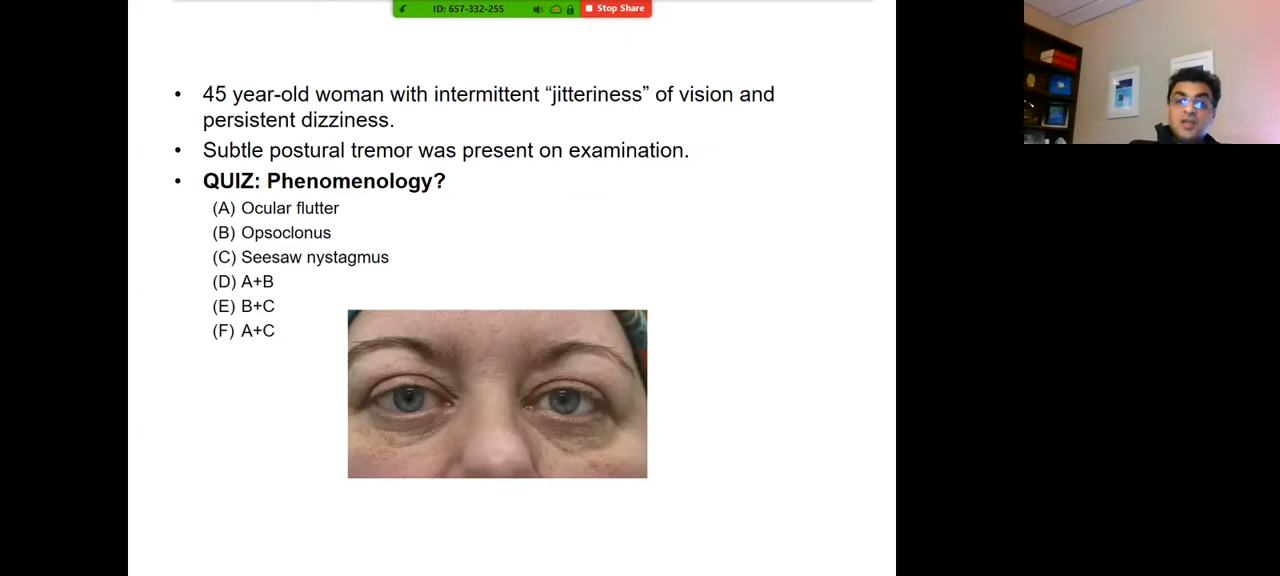 ID: 657-332-255 Stop Share
• 45 year-old woman with intermittent “jitteriness” of vision and
persistent dizziness.
• Subtle postural tremor was present on examination.
• QUIZ: Phenomenology?
(A) Ocular flutter
(B) Opsoclonus
(C) Seesaw nystagmus
(D) A+B
(E) B+C
(F) A+C